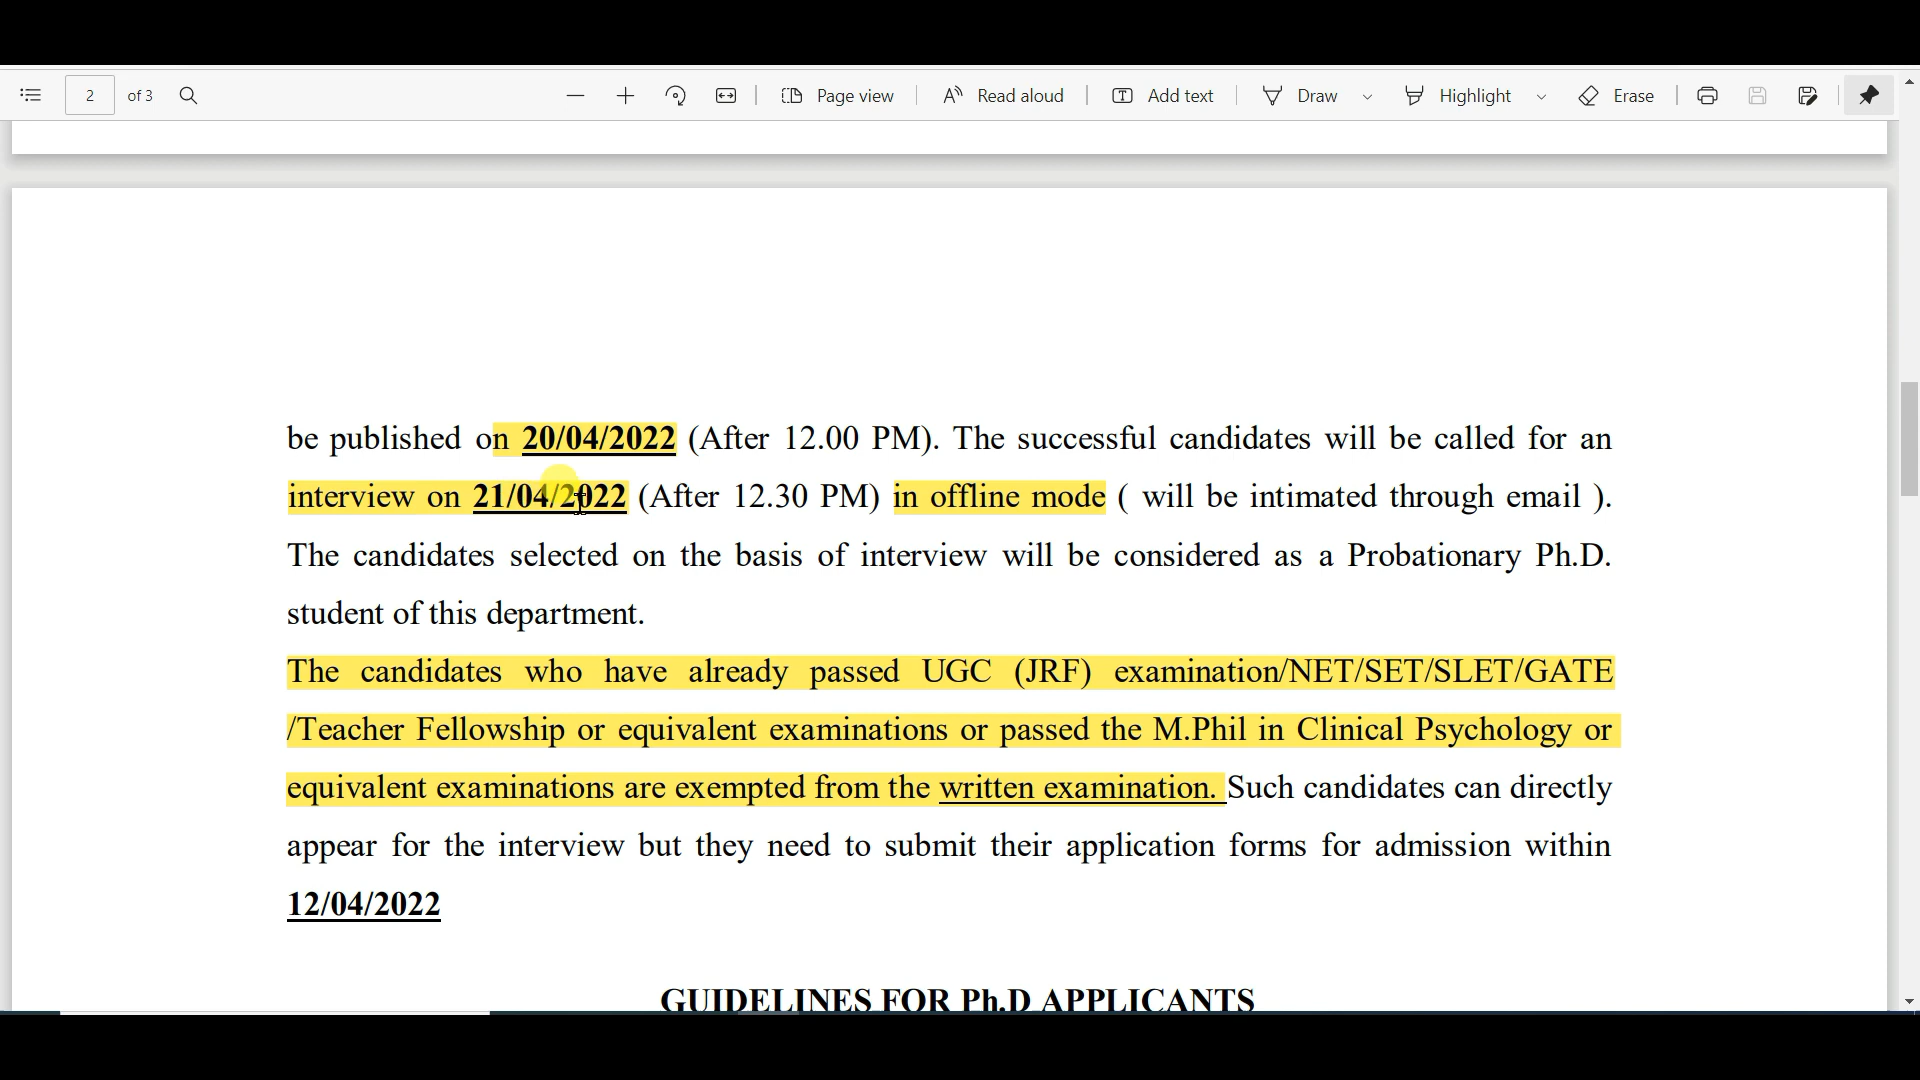 2 of 3 Page view Read aloud Add text Draw Highlight Erase
be published on 20/04/2022 (After 12.00 PM). The successful candidates will be called for an
interview on 21/04/2022 (After 12.30 PM) in offline mode ( will be intimated through email ).
The candidates selected on the basis of interview will be considered as a Probationary Ph.D.
student of this department.
The candidates who have already passed UGC (JRF) examination/NET/SET/SLET/GATE
/Teacher Fellowship or equivalent examinations or passed the M.Phil in Clinical Psychology or
equivalent examinations are exempted from the written examination. Such candidates can directly
appear for the interview but they need to submit their application forms for admission within
12/04/2022
GUIDELINES FOR Ph.D APPLICANTS